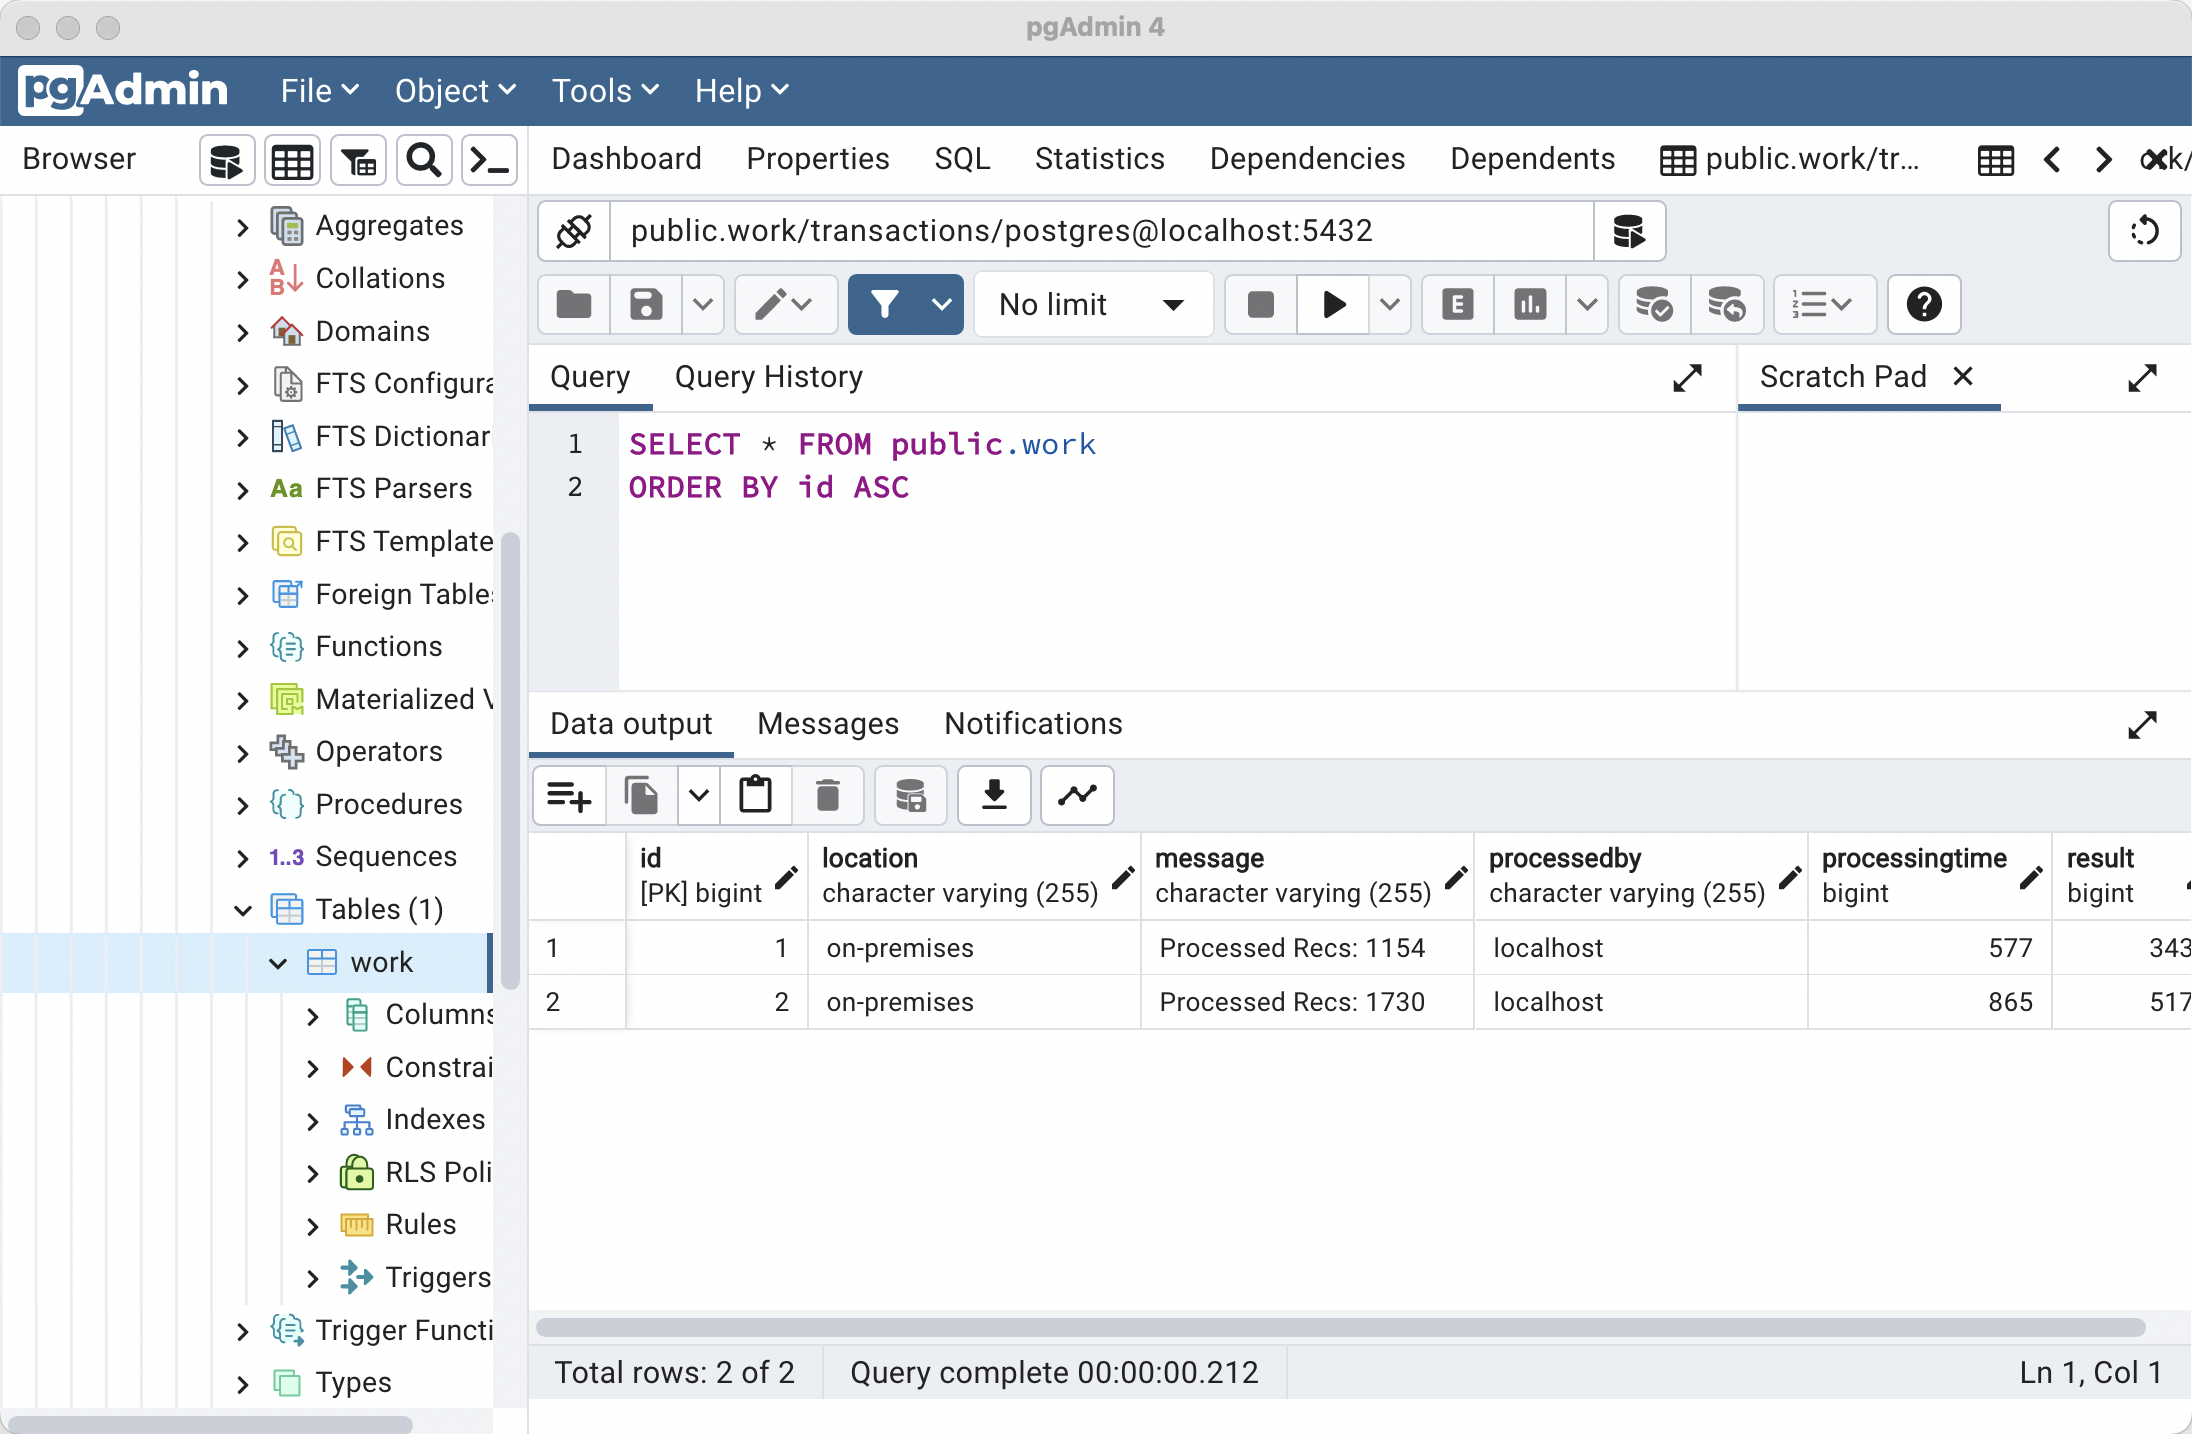 pgAdmin 4
pgAdmin File Object Tools Help
Browser
Dashboard Properties SQL Statistics Dependencies Dependents public.work/tr...
Aggregates
Collations
Domains
FTS Configura
FTS Dictionar
Aa FTS Parsers
FTS Template
Foreign Tables
Functions
Materialized V
Operators
Procedures
1..3 Sequences
Tables (1)
work
Columns
Constrai
Indexes
RLS Poli
Rules
Triggers
Trigger Functi
Types
public.work/transactions/postgres@localhost:5432
No limit
E
Query Query History
Scratch Pad
1 SELECT * FROM public.work
2 ORDER BY id ASC
Data output Messages Notifications
id location message processedby processingtime result
[PK] bigint character varying (255) character varying (255) character varying (255) bigint bigint
1 1 on-premises Processed Recs: 1154 localhost 577 343
2 2 on-premises Processed Recs: 1730 localhost 865 517
Total rows: 2 of 2 Query complete 00:00:00.212 Ln 1, Col 1